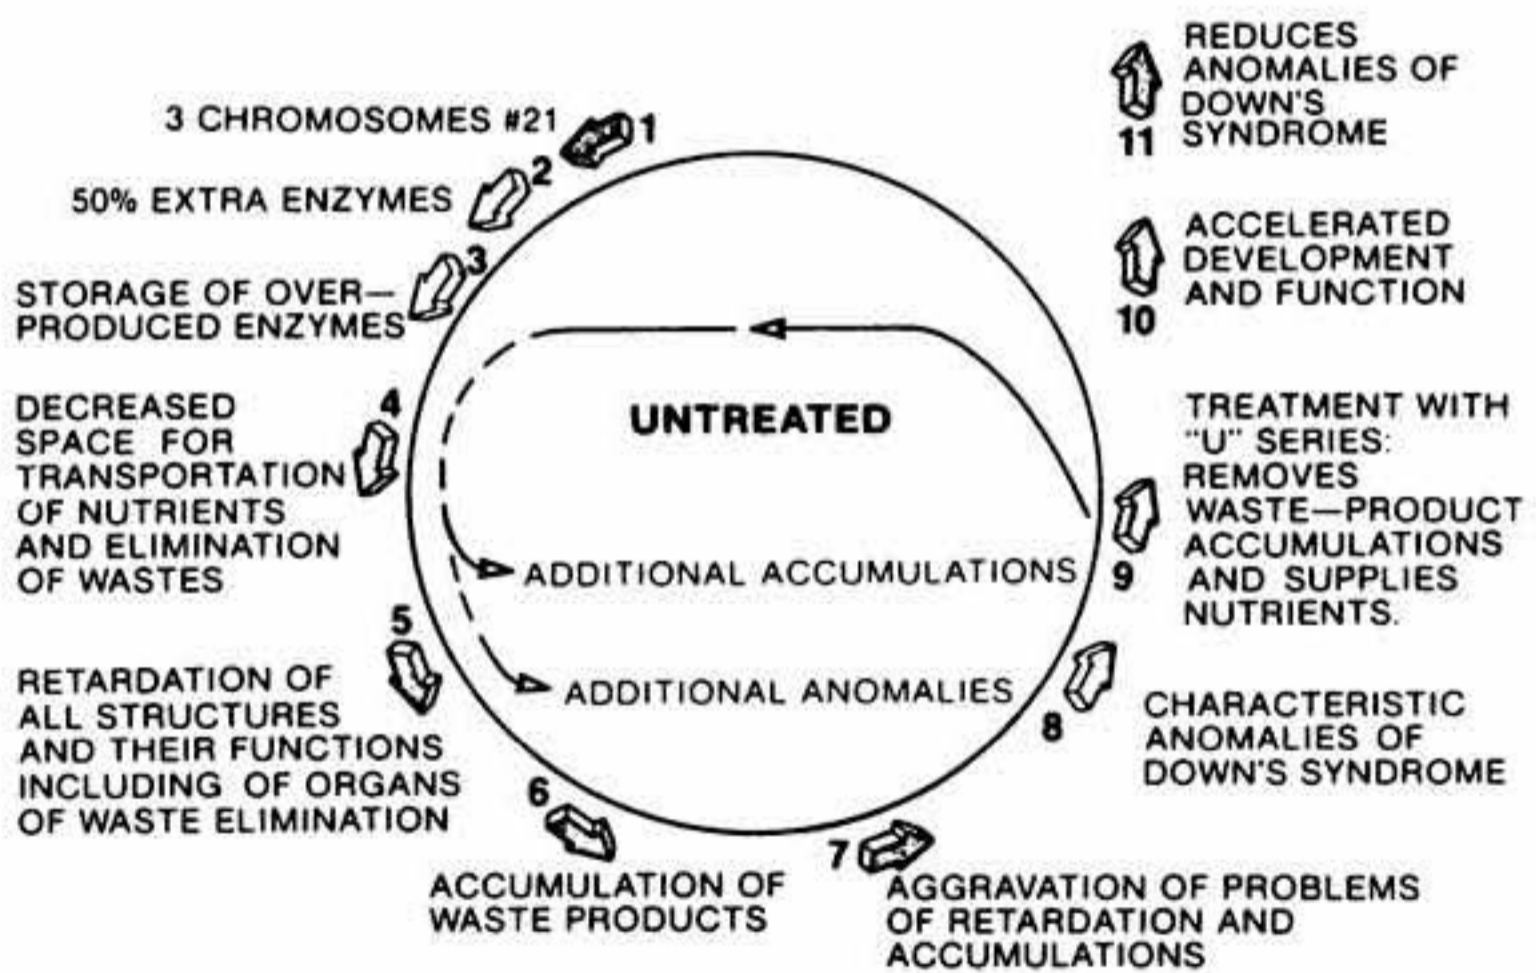 3 CHROMOSOMES #21
1
50% EXTRA ENZYMES
2
STORAGE OF OVER—
PRODUCED ENZYMES
3
DECREASED
SPACE FOR
TRANSPORTATION
OF NUTRIENTS
AND ELIMINATION
OF WASTES
4
RETARDATION OF
ALL STRUCTURES
AND THEIR FUNCTIONS
INCLUDING OF ORGANS
OF WASTE ELIMINATION
5
6
ACCUMULATION OF
WASTE PRODUCTS
7
AGGRAVATION OF PROBLEMS
OF RETARDATION AND
ACCUMULATIONS
8
CHARACTERISTIC
ANOMALIES OF
DOWN'S SYNDROME
9
TREATMENT WITH
"U" SERIES:
REMOVES
WASTE—PRODUCT
ACCUMULATIONS
AND SUPPLIES
NUTRIENTS.
10
ACCELERATED
DEVELOPMENT
AND FUNCTION
11
REDUCES
ANOMALIES OF
DOWN'S
SYNDROME
UNTREATED
ADDITIONAL ACCUMULATIONS
ADDITIONAL ANOMALIES